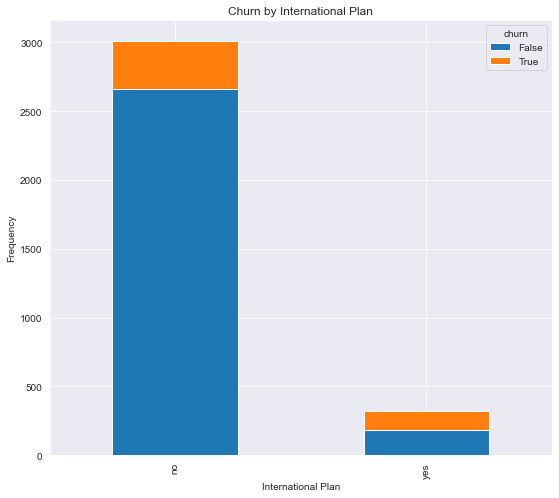 Churn by International Plan
churn
False
True
3000
2500
2000
1500
1000
500
0
Frequency
no
yes
International Plan